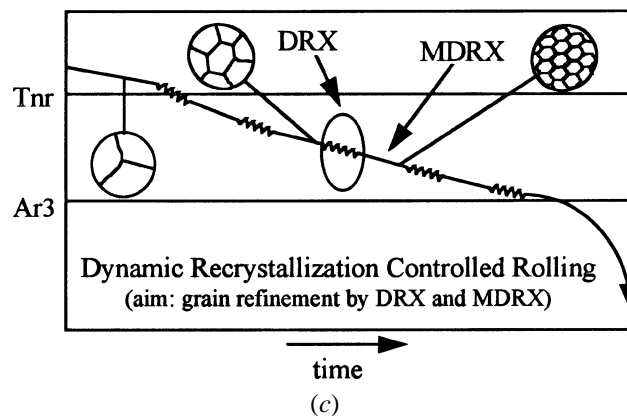 DRX
MDRX
Tnr
Ar3
Dynamic Recrystallization Controlled Rolling
(aim: grain refinement by DRX and MDRX)
time
(c)